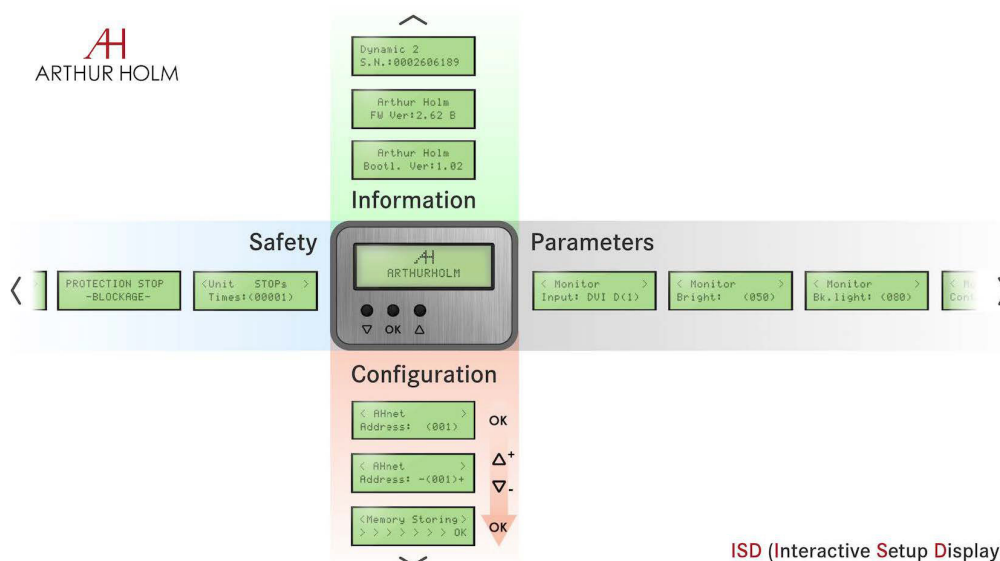 AH
ARTHUR HOLM
Dynamic 2
S.N.:0002606189
Arthur Holm
FW Ver:2.62 B
Arthur Holm
Bootl. Ver:1.02
Information
Safety
PROTECTION STOP
-BLOCKAGE-
<Unit STOPs >
Times:(00001)
AH
ARTHURHOLM
OK
Parameters
< Monitor >
Input: DVI D(1)
< Monitor >
Bright: (050)
< Monitor >
Bk.light: (080)
Configuration
< AHnet >
Address: (001)
OK
< AHnet >
Address: -(001)+
+
-
<Memory Storing>
> > > > > > > OK
OK
ISD (Interactive Setup Display